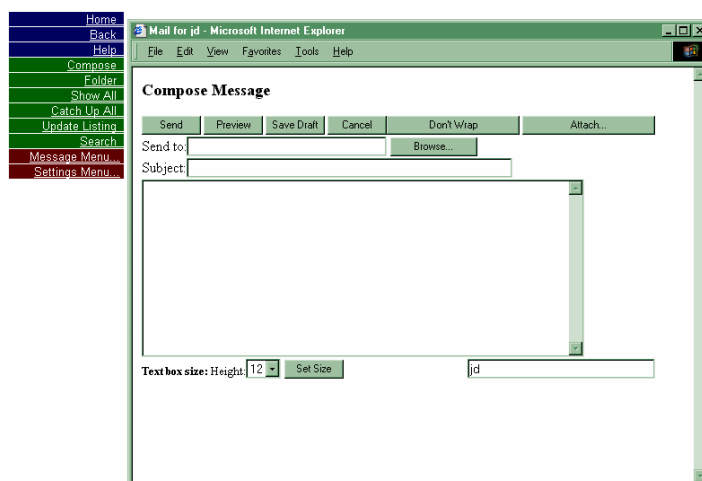 Home
Back
Help
Compose
Folder
Show All
Catch Up All
Update Listing
Search
Message Menu...
Settings Menu...
Mail for jd - Microsoft Internet Explorer
File Edit View Favorites Tools Help
Compose Message
Send Preview Save Draft Cancel Don't Wrap Attach...
Send to: Browse...
Subject:
Text box size: Height: 12 Set Size jd